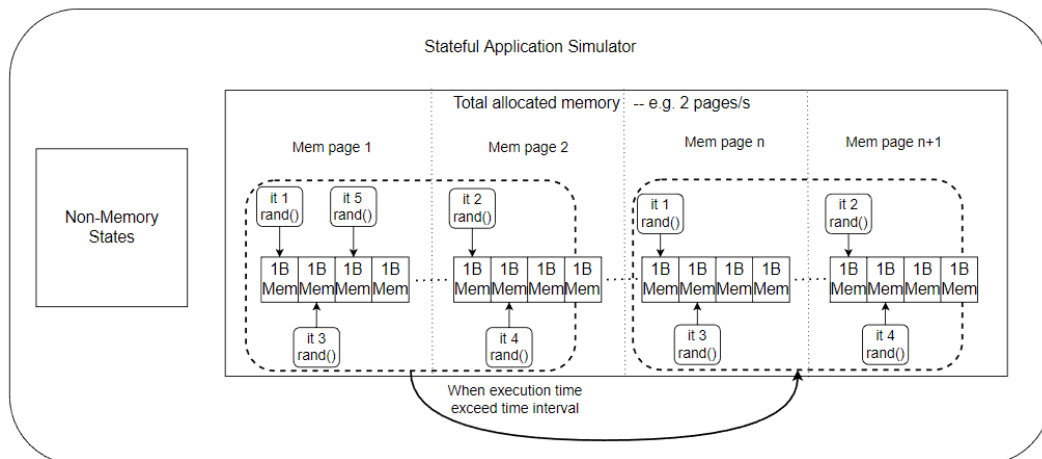 Stateful Application Simulator
Total allocated memory -- e.g. 2 pages/s
Mem page 1
Mem page 2
Mem page n
Mem page n+1
Non-Memory
States
it 1
rand()
it 5
rand()
it 2
rand()
it 1
rand()
it 2
rand()
1B
Mem
1B
Mem
1B
Mem
1B
Mem
1B
Mem
1B
Mem
1B
Mem
1B
Mem
1B
Mem
1B
Mem
1B
Mem
1B
Mem
1B
Mem
1B
Mem
1B
Mem
1B
Mem
it 3
rand()
it 4
rand()
it 3
rand()
it 4
rand()
When execution time
exceed time interval